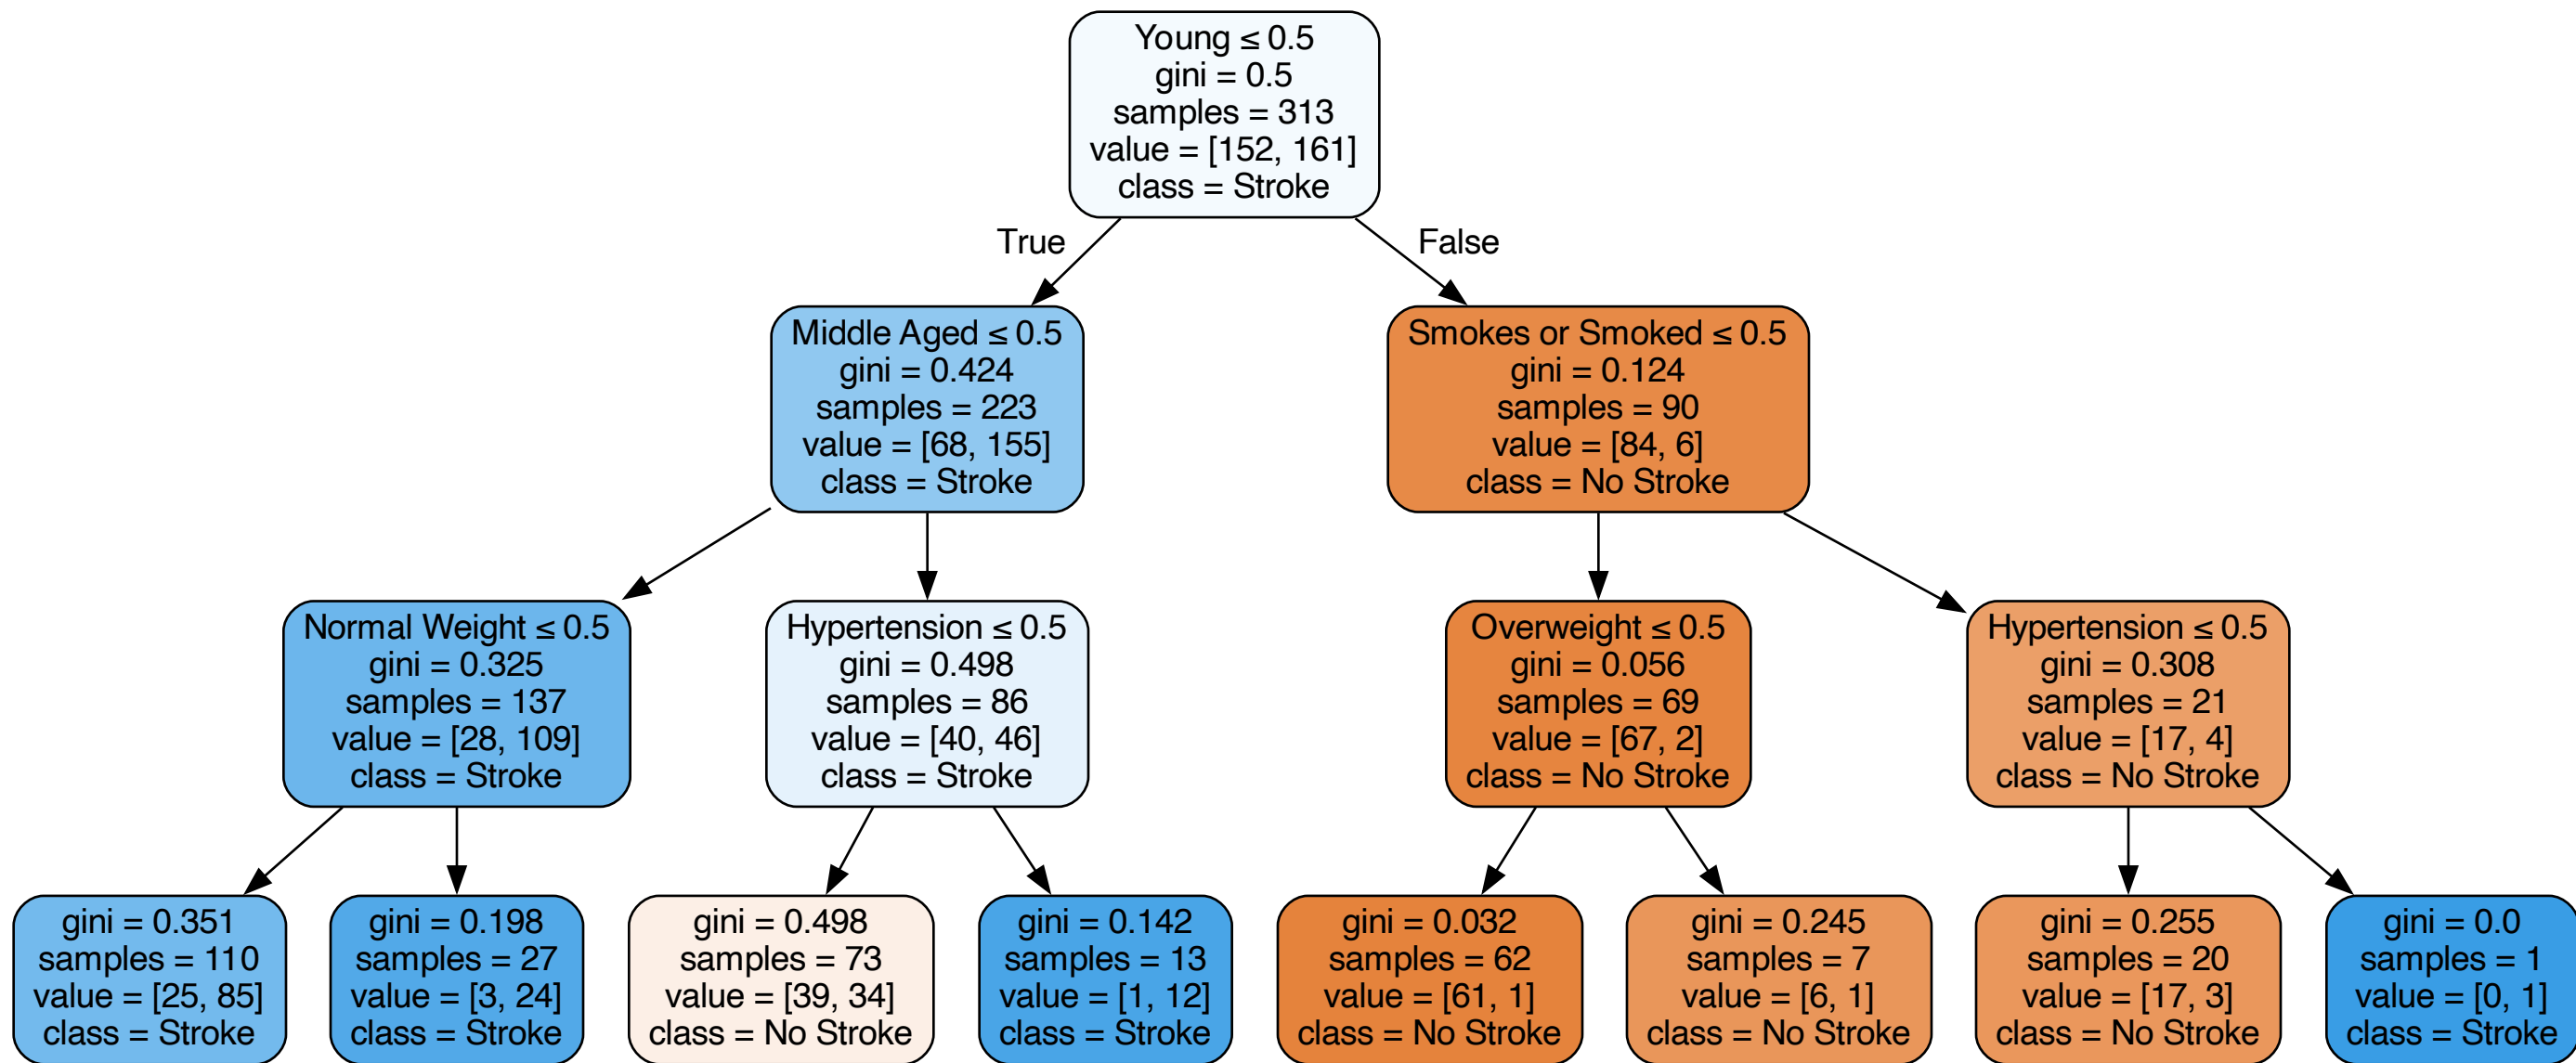 Young ≤ 0.5
gini = 0.5
samples = 313
value = [152, 161]
class = Stroke
True
False
Middle Aged ≤ 0.5
gini = 0.424
samples = 223
value = [68, 155]
class = Stroke
Smokes or Smoked ≤ 0.5
gini = 0.124
samples = 90
value = [84, 6]
class = No Stroke
Normal Weight ≤ 0.5
gini = 0.325
samples = 137
value = [28, 109]
class = Stroke
Hypertension ≤ 0.5
gini = 0.498
samples = 86
value = [40, 46]
class = Stroke
Overweight ≤ 0.5
gini = 0.056
samples = 69
value = [67, 2]
class = No Stroke
Hypertension ≤ 0.5
gini = 0.308
samples = 21
value = [17, 4]
class = No Stroke
gini = 0.351
samples = 110
value = [25, 85]
class = Stroke
gini = 0.198
samples = 27
value = [3, 24]
class = Stroke
gini = 0.498
samples = 73
value = [39, 34]
class = No Stroke
gini = 0.142
samples = 13
value = [1, 12]
class = Stroke
gini = 0.032
samples = 62
value = [61, 1]
class = No Stroke
gini = 0.245
samples = 7
value = [6, 1]
class = No Stroke
gini = 0.255
samples = 20
value = [17, 3]
class = No Stroke
gini = 0.0
samples = 1
value = [0, 1]
class = Stroke